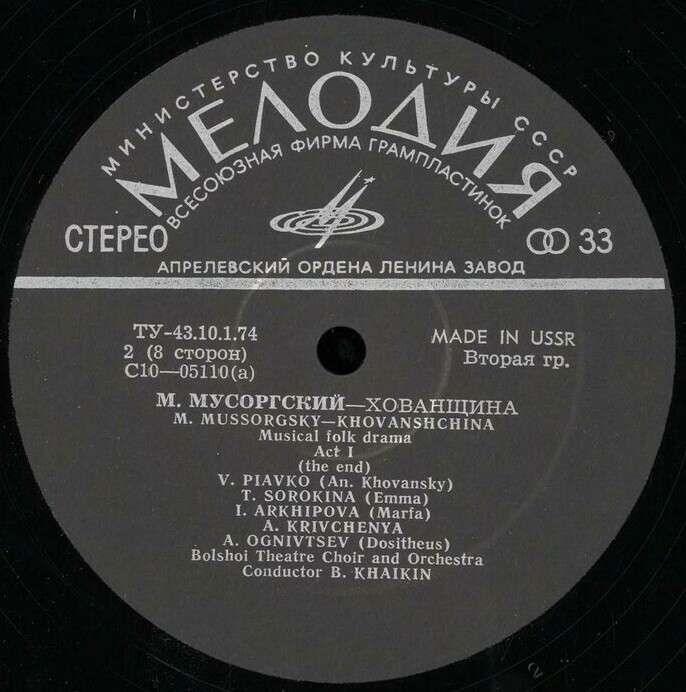 МИНИСТЕРСТВО КУЛЬТУРЫ СССР
МЕЛОДИЯ
ВСЕСОЮЗНАЯ ФИРМА ГРАМПЛАСТИНОК
СТЕРЕО
33
АПРЕЛЕВСКИЙ ОРДЕНА ЛЕНИНА ЗАВОД
ТУ-43.10.1.74
2 (8 сторон)
С10—05110(а)
MADE IN USSR
Вторая гр.
М. МУСОРГСКИЙ—ХОВАНЩИНА
M. MUSSORGSKY—KHOVANSHCHINA
Musical folk drama
Act I
(the end)
V. PIAVKO (An. Khovansky)
T. SOROKINA (Emma)
I. ARKHIPOVA (Marfa)
A. KRIVCHENYA
A. OGNIVTSEV (Dositheus)
Bolshoi Theatre Choir and Orchestra
Conductor B. KHAIKIN